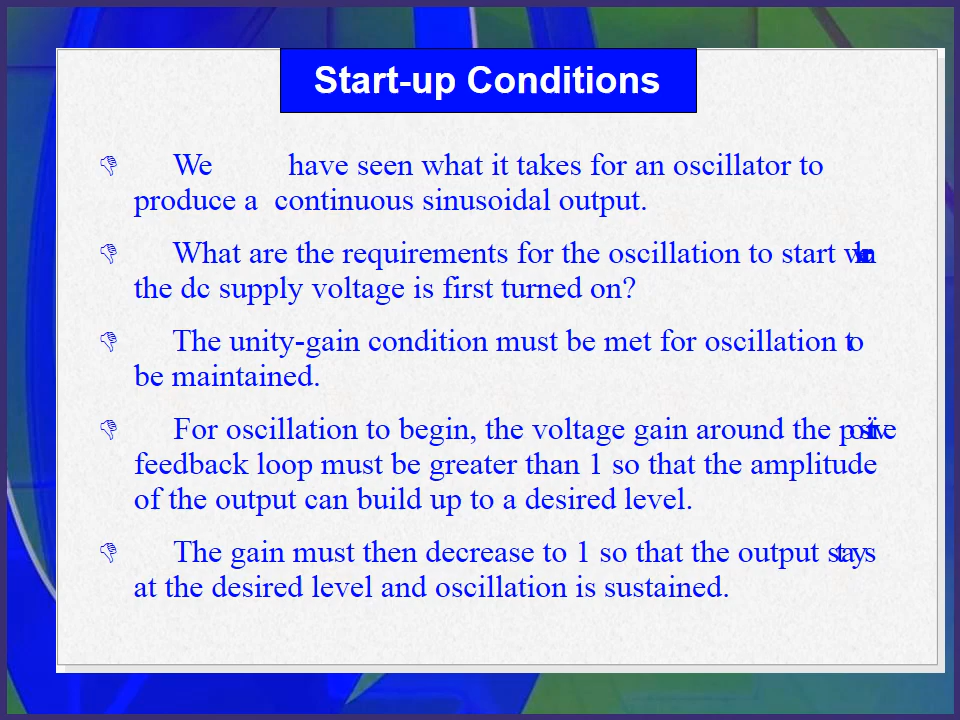 Start-up Conditions
We have seen what it takes for an oscillator to
produce a continuous sinusoidal output.
What are the requirements for the oscillation to start when
the dc supply voltage is first turned on?
The unity-gain condition must be met for oscillation to
be maintained.
For oscillation to begin, the voltage gain around the positive
feedback loop must be greater than 1 so that the amplitude
of the output can build up to a desired level.
The gain must then decrease to 1 so that the output stays
at the desired level and oscillation is sustained.